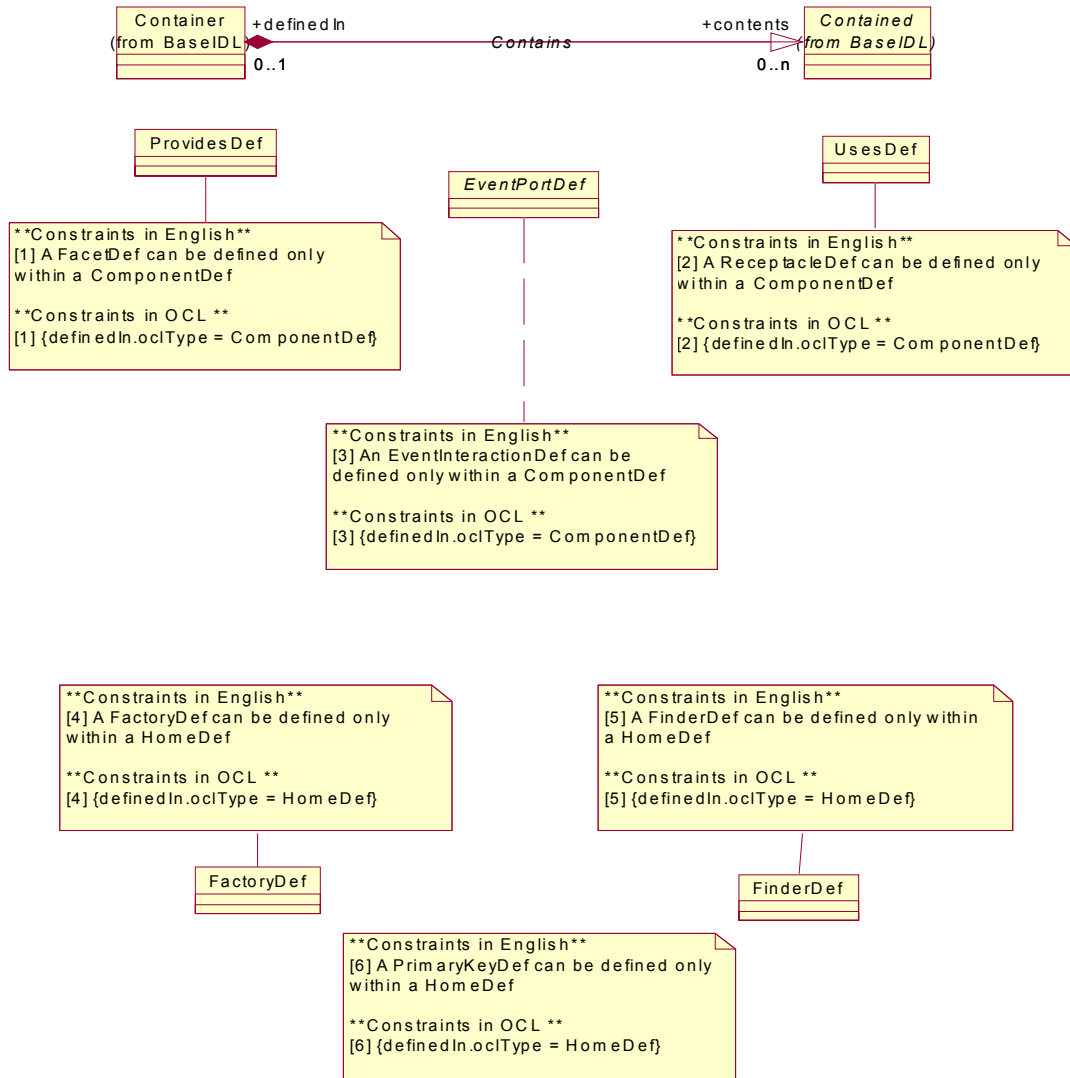 Container
(from BaseIDL)
+definedIn
0..1
Contains
+contents
0..n
Contained
(from BaseIDL)
ProvidesDef
EventPortDef
UsesDef
**Constraints in English**
[1] A FacetDef can be defined only
within a ComponentDef
**Constraints in OCL **
[1] {definedIn.oclType = ComponentDef}
**Constraints in English**
[2] A ReceptacleDef can be defined only
within a ComponentDef
**Constraints in OCL **
[2] {definedIn.oclType = ComponentDef}
**Constraints in English**
[3] An EventInteractionDef can be
defined only within a ComponentDef
**Constraints in OCL **
[3] {definedIn.oclType = ComponentDef}
**Constraints in English**
[4] A FactoryDef can be defined only
within a HomeDef
**Constraints in OCL **
[4] {definedIn.oclType = HomeDef}
**Constraints in English**
[5] A FinderDef can be defined only within
a HomeDef
**Constraints in OCL **
[5] {definedIn.oclType = HomeDef}
FactoryDef
FinderDef
**Constraints in English**
[6] A PrimaryKeyDef can be defined only
within a HomeDef
**Constraints in OCL **
[6] {definedIn.oclType = HomeDef}